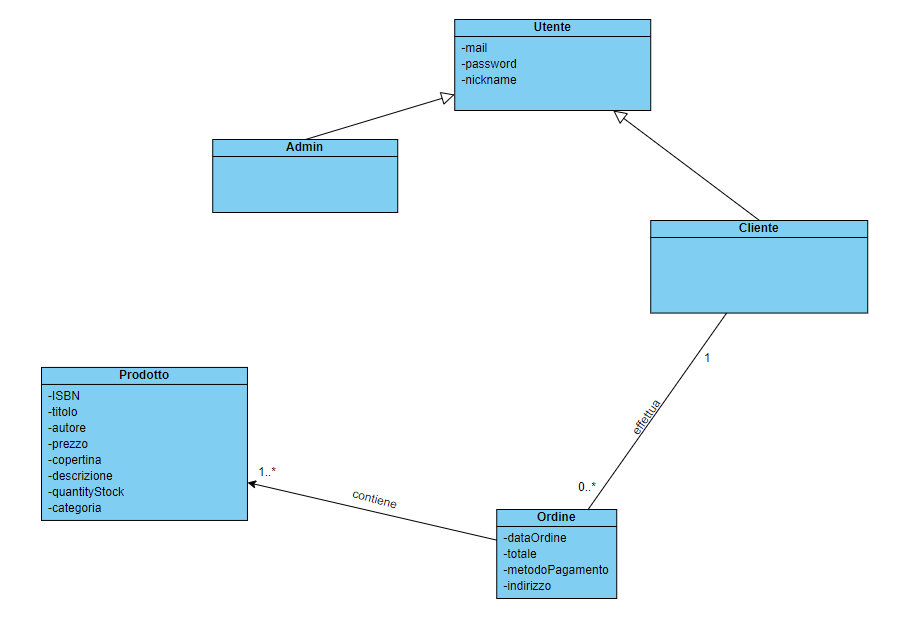 Utente
-mail
-password
-nickname
Admin
Cliente
1
effettua
0..*
Prodotto
-ISBN
-titolo
-autore
-prezzo
-copertina
-descrizione
-quantityStock
-categoria
1..*
contiene
Ordine
-dataOrdine
-totale
-metodoPagamento
-indirizzo